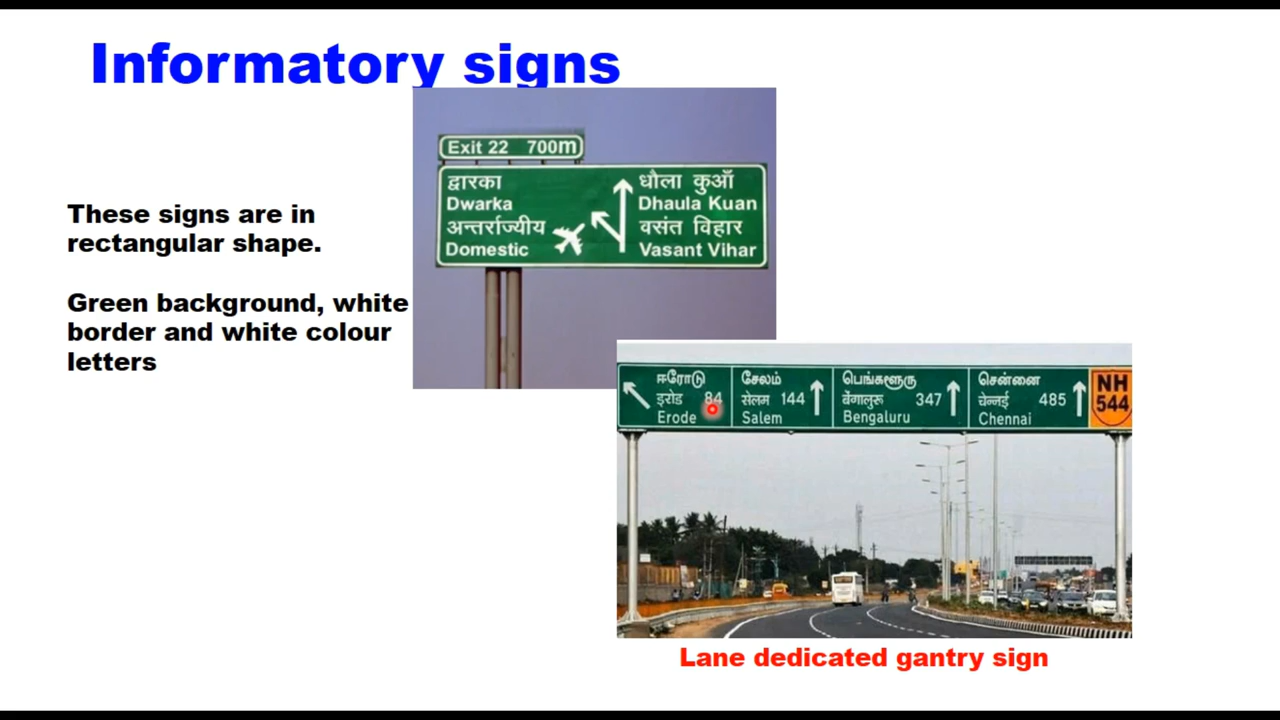 Informatory signs
These signs are in
rectangular shape.
Green background, white
border and white colour
letters
Exit 22 700m
द्वारका
Dwarka
अन्तर्राज्यीय
Domestic
धौला कुआँ
Dhaula Kuan
वसंत विहार
Vasant Vihar
ஈரோடு
इरोड 84
Erode
சேலம்
सेलम 144
Salem
பெங்களூரு
बेंगालुरू 347
Bengaluru
சென்னை
चेन्नई 485
Chennai
NH
544
Lane dedicated gantry sign